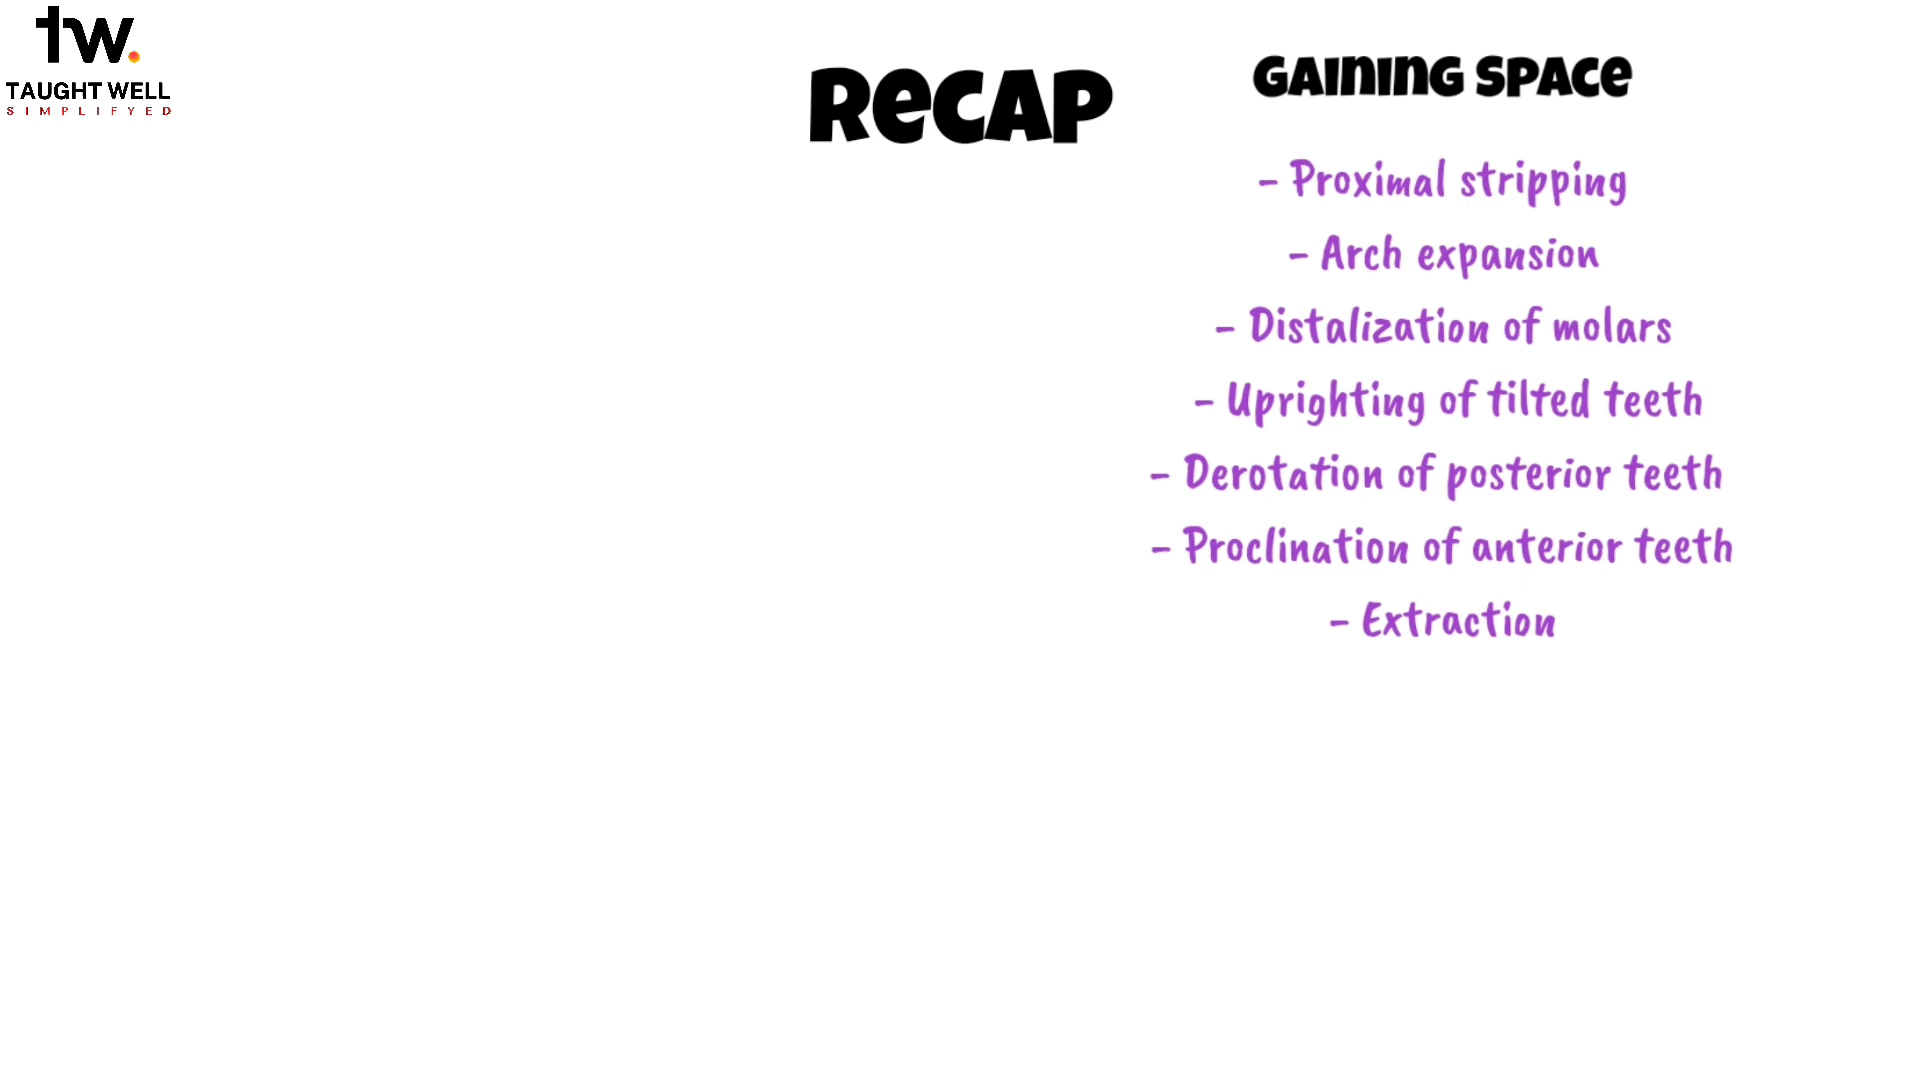 tw.
TAUGHT WELL
SIMPLIFYED
RECAP
GAINING SPACE
- Proximal stripping
- Arch expansion
- Distalization of molars
- Uprighting of tilted teeth
- Derotation of posterior teeth
- Proclination of anterior teeth
- Extraction